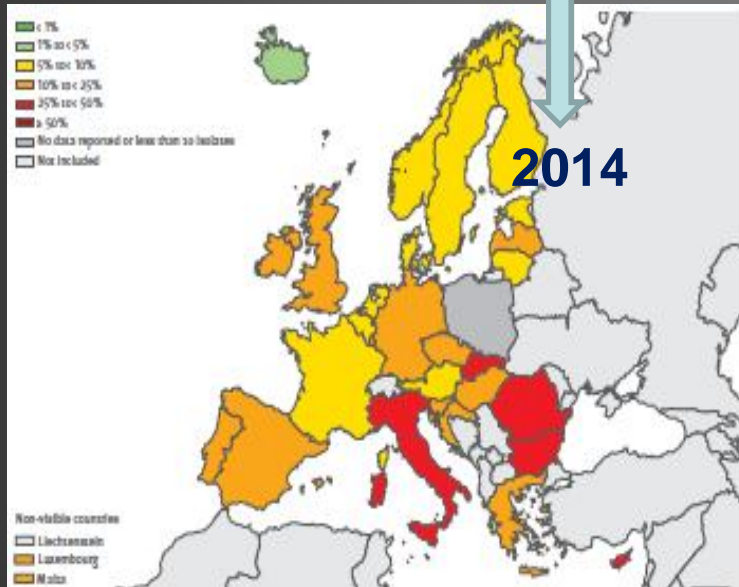 < 1%
1% to < 5%
5% to < 10%
10% to < 25%
25% to < 50%
≥ 50%
No data reported or less than 10 isolates
Not included
2014
Non-visible countries
Liechtenstein
Luxembourg
Malta